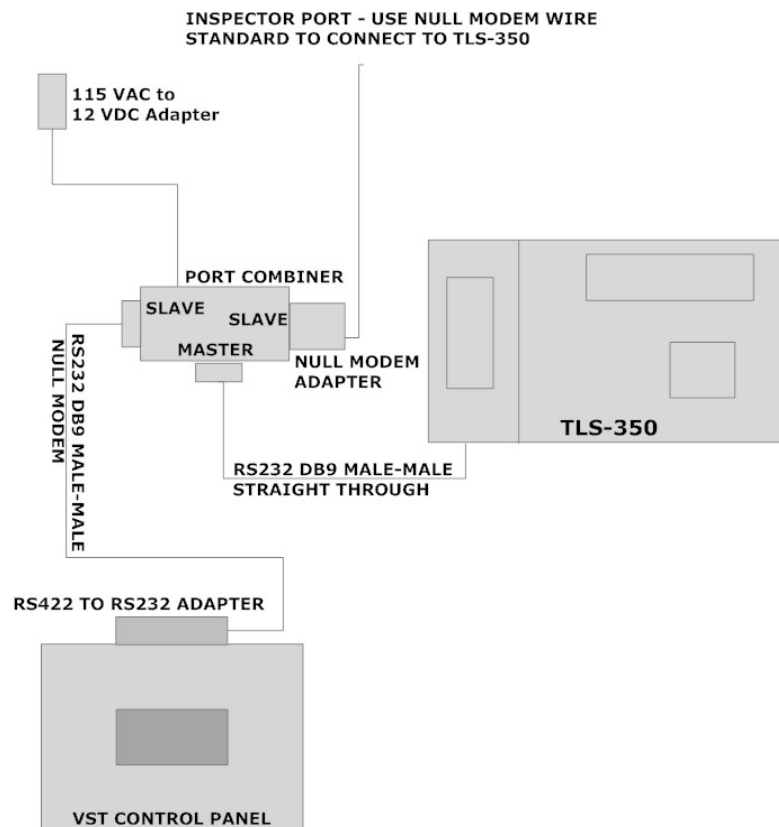 INSPECTOR PORT - USE NULL MODEM WIRE
STANDARD TO CONNECT TO TLS-350
115 VAC to
12 VDC Adapter
PORT COMBINER
SLAVE
SLAVE
MASTER
NULL MODEM
ADAPTER
RS232 DB9 MALE-MALE
NULL MODEM
TLS-350
RS232 DB9 MALE-MALE
STRAIGHT THROUGH
RS422 TO RS232 ADAPTER
VST CONTROL PANEL